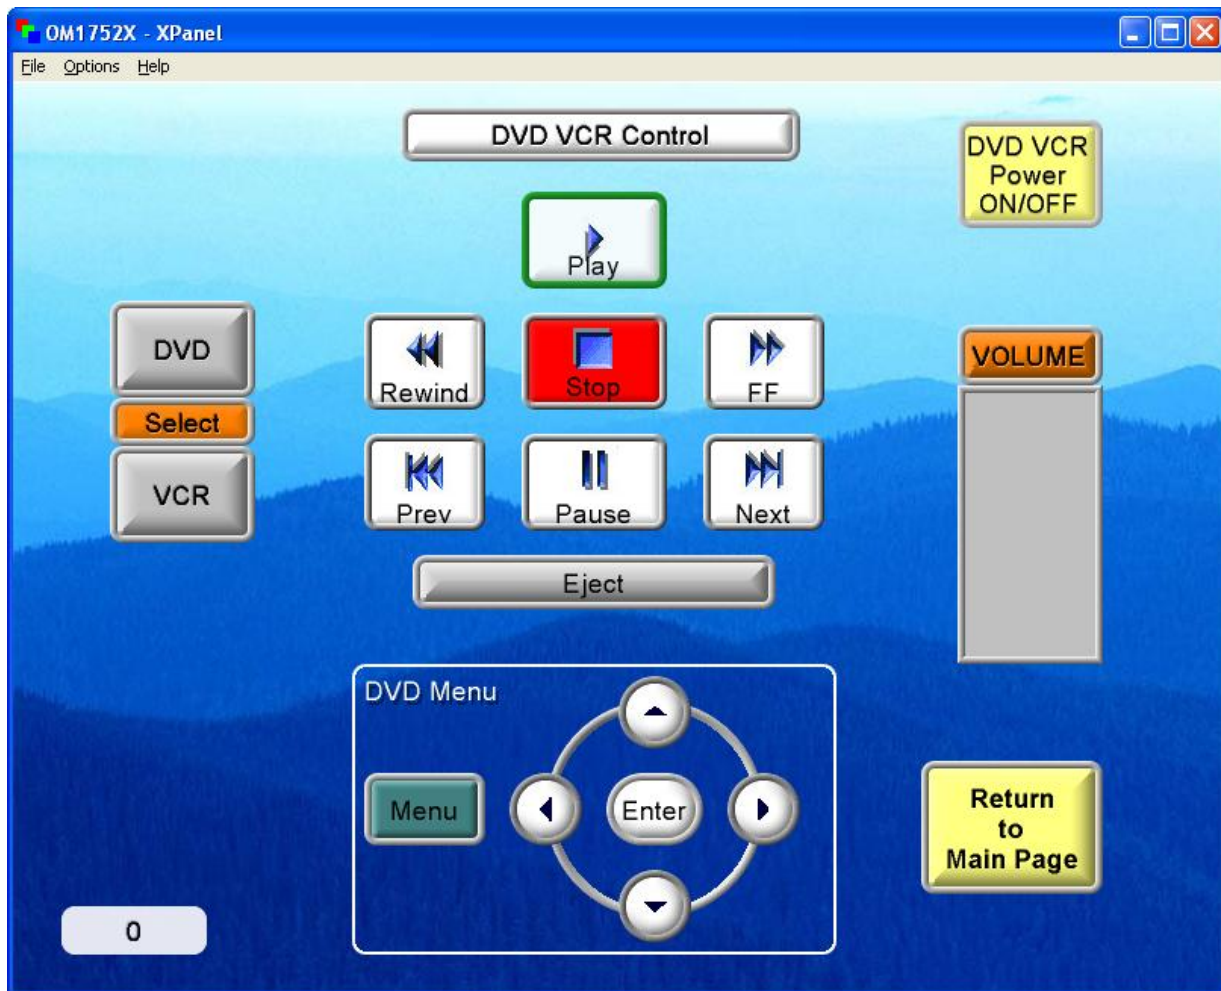 OM1752X - XPanel
File Options Help
DVD VCR Control
DVD VCR
Power
ON/OFF
Play
DVD
Select
VCR
Rewind
Stop
FF
Prev
Pause
Next
Eject
VOLUME
DVD Menu
Menu
Enter
Return
to
Main Page
0